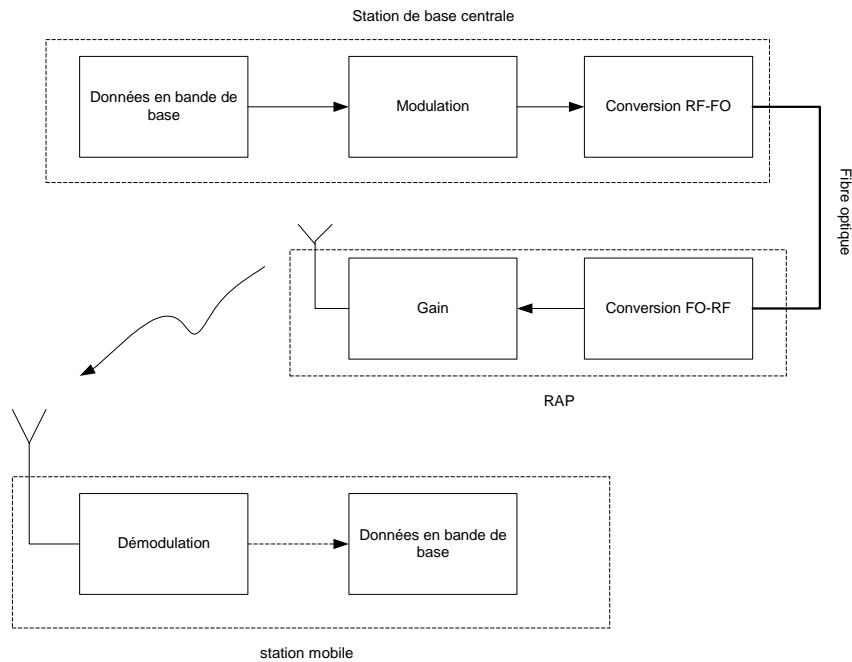 Station de base centrale
Données en bande de
base
Modulation
Conversion RF-FO
Fibre optique
Gain
Conversion FO-RF
RAP
Démodulation
Données en bande de
base
station mobile